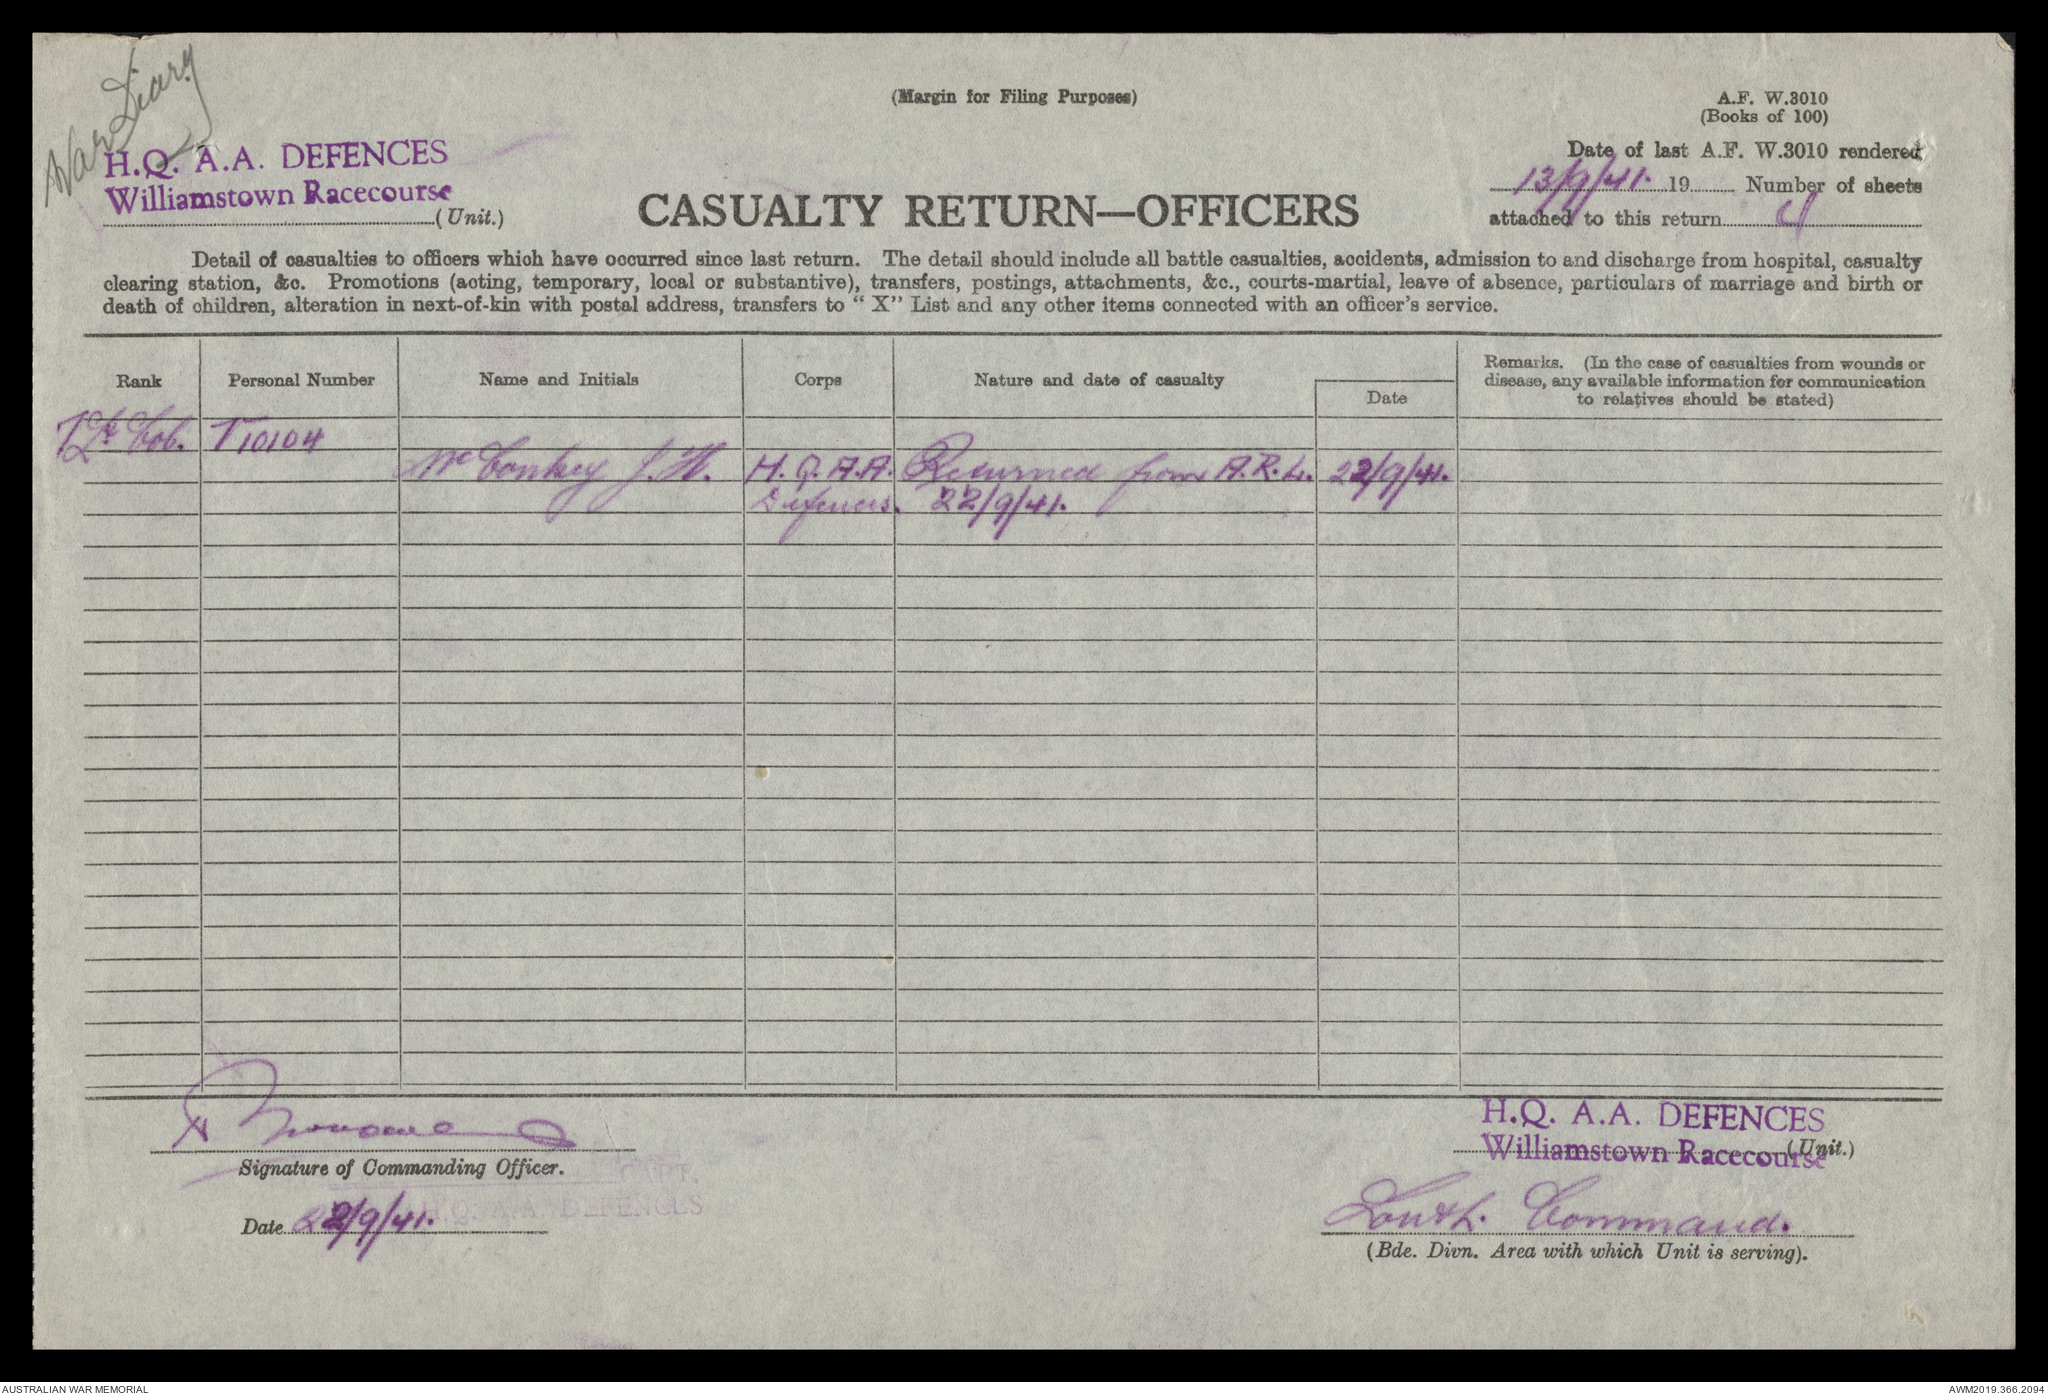 War Diary
(Margin for Filing Purposes)
A.F. W.3010
(Books of 100)
H.Q. A.A. DEFENCES
Williamstown Racecourse
(Unit.)
CASUALTY RETURN—OFFICERS
Date of last A.F. W.3010 rendered
13/9/41. 19 Number of sheets
attached to this return
Detail of casualties to officers which have occurred since last return. The detail should include all battle casualties, accidents, admission to and discharge from hospital, casualty
clearing station, &c. Promotions (acting, temporary, local or substantive), transfers, postings, attachments, &c., courts-martial, leave of absence, particulars of marriage and birth or
death of children, alteration in next-of-kin with postal address, transfers to “ X” List and any other items connected with an officer's service.
Rank Personal Number Name and Initials Corps Nature and date of casualty Date
Remarks. (In the case of casualties from wounds or
disease, any available information for communication
to relatives should be stated)
10104
McConkey J. H. H.Q. A.A. Returned from A.R.L. 22/9/41.
Defences. 22/9/41.
Signature of Commanding Officer.
CAPT.
H.Q. A.A. DEFENCES
Date 22/9/41.
H.Q. A.A. DEFENCES
Williamstown Racecourse (Unit.)
South. Command.
(Bde. Divn. Area with which Unit is serving).
AUSTRALIAN WAR MEMORIAL
AWM2019.366.2094